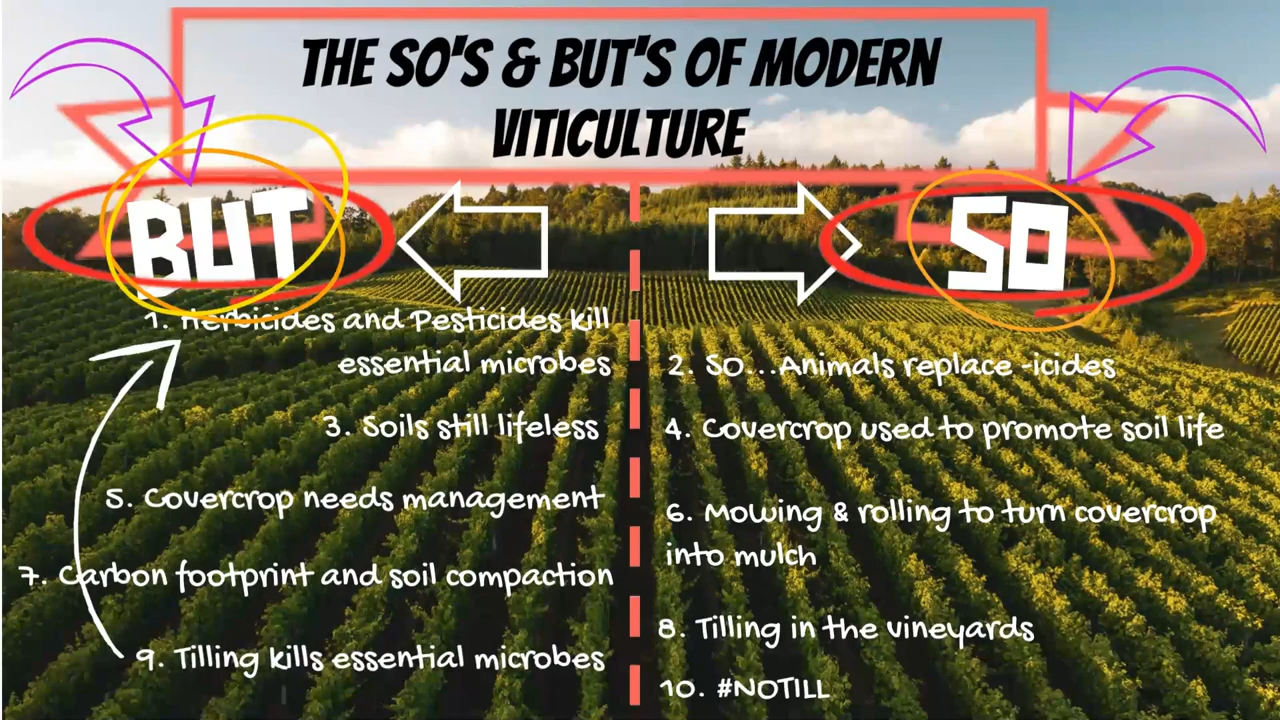 THE SO'S & BUT'S OF MODERN
VITICULTURE
BUT
SO
1. Herbicides and Pesticides kill
essential microbes
2. SO...Animals replace -icides
3. Soils still lifeless
4. Covercrop used to promote soil life
5. Covercrop needs management
6. Mowing & rolling to turn covercrop
into mulch
7. Carbon footprint and soil compaction
8. Tilling in the vineyards
9. Tilling kills essential microbes
10. #NOTILL